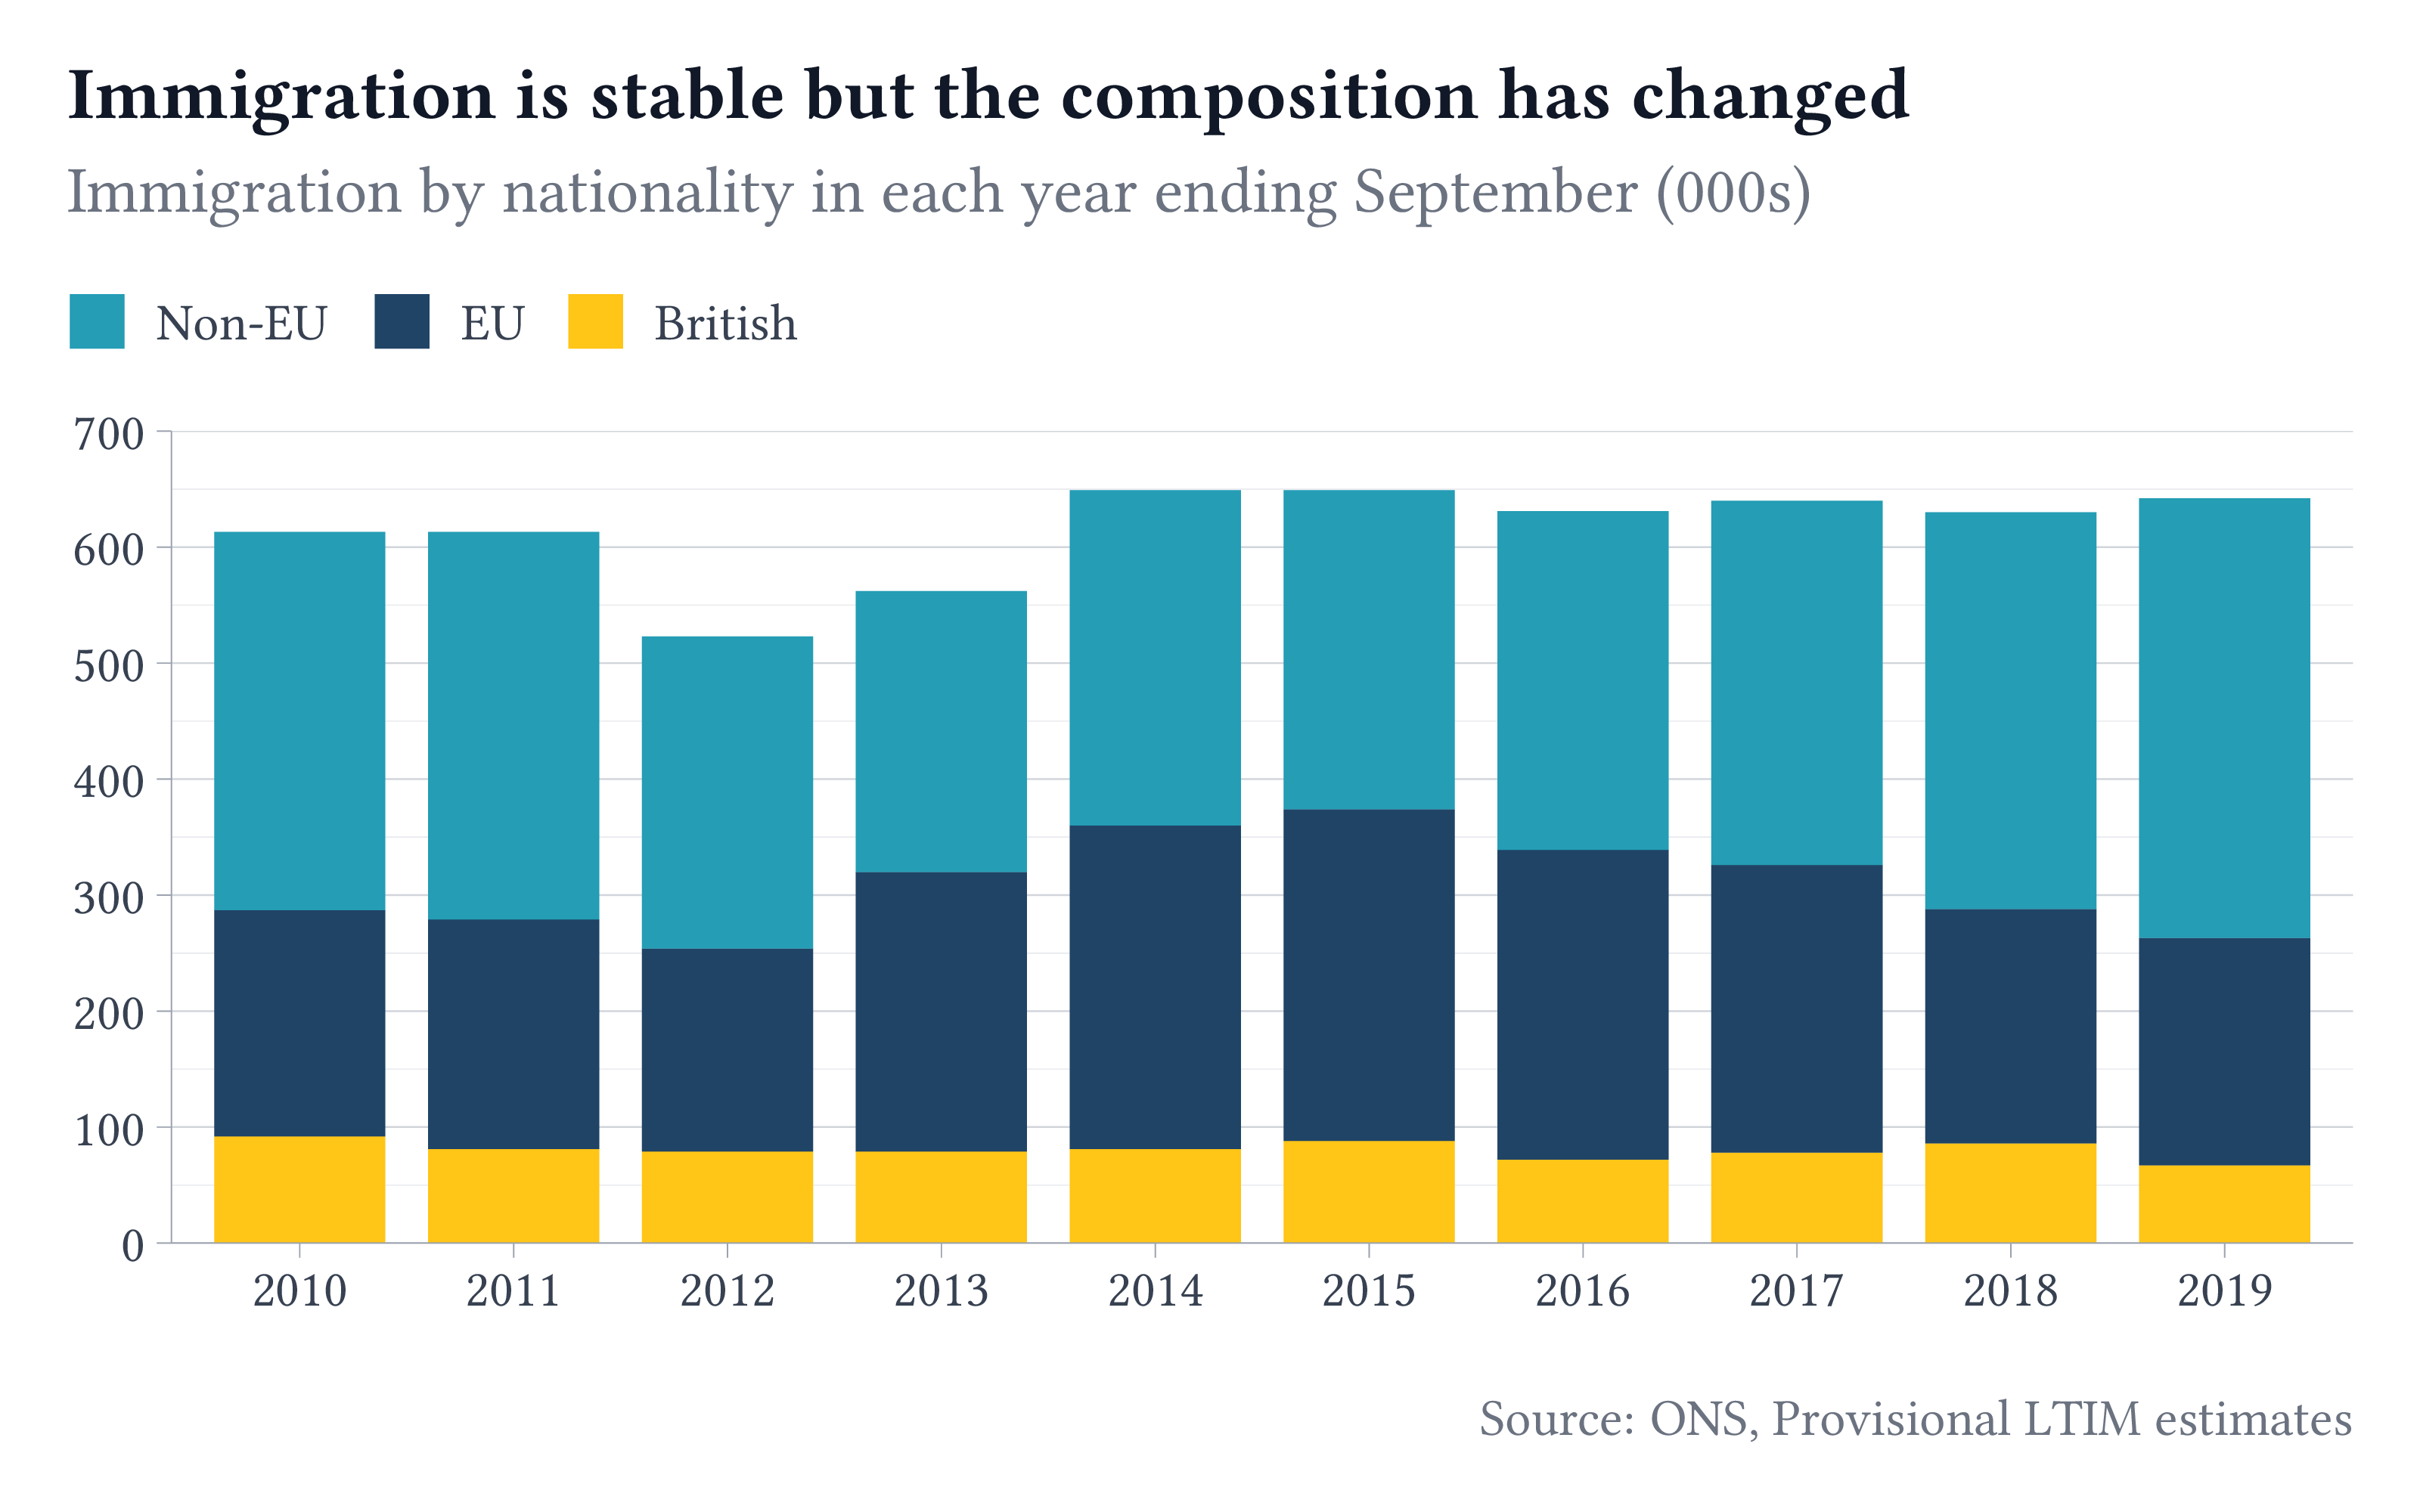 Immigration is stable but the composition has changed
Immigration by nationality in each year ending September (000s)
Non-EU EU British
700
600
500
400
300
200
100
0
2010 2011 2012 2013 2014 2015 2016 2017 2018 2019
Source: ONS, Provisional LTIM estimates